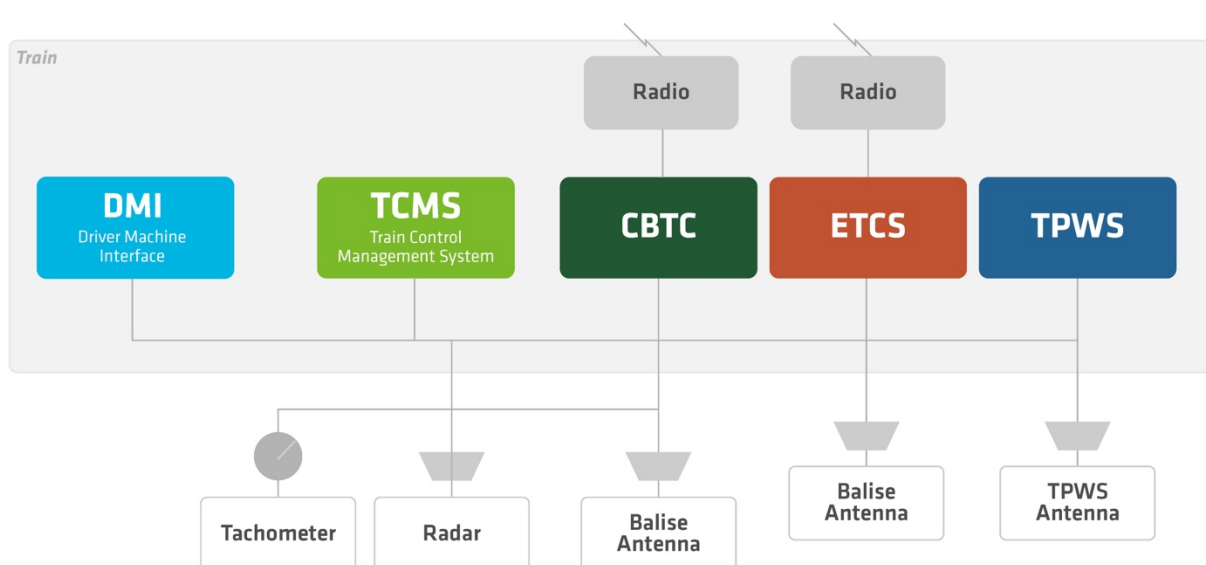 Train
Radio
Radio
DMI
Driver Machine
Interface
TCMS
Train Control
Management System
CBTC
ETCS
TPWS
Tachometer
Radar
Balise
Antenna
Balise
Antenna
TPWS
Antenna